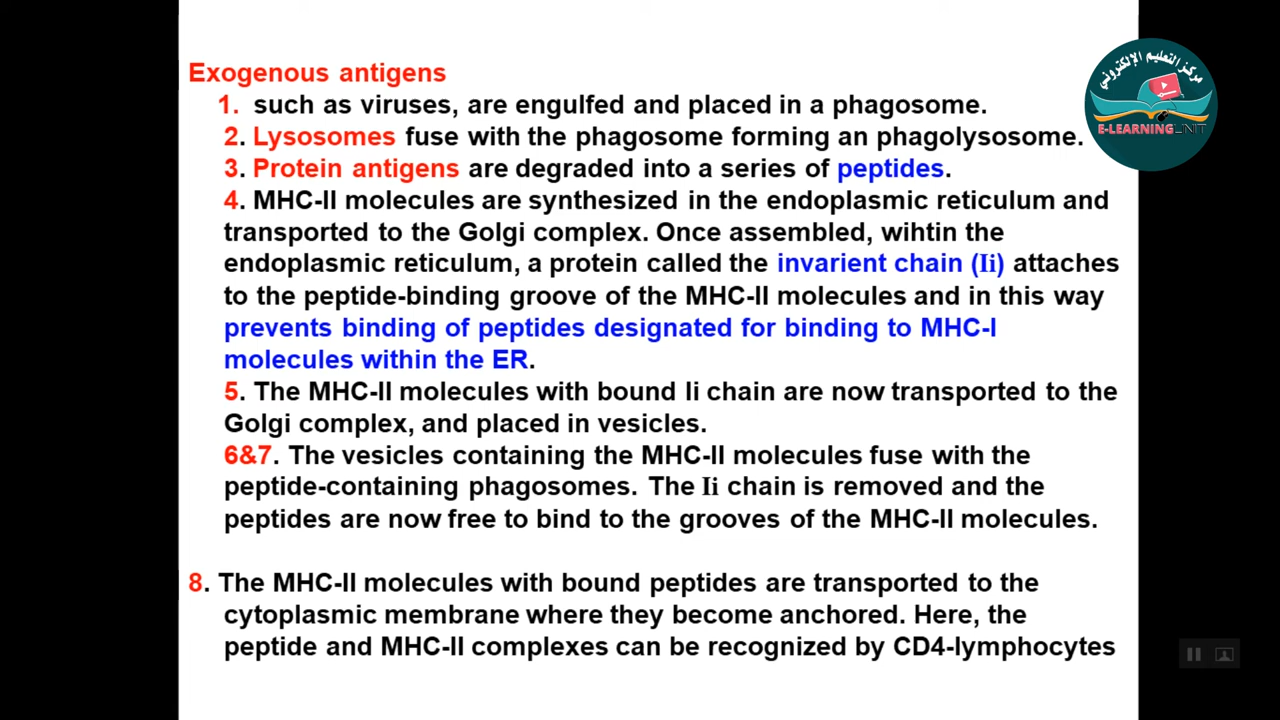 Exogenous antigens
1. such as viruses, are engulfed and placed in a phagosome.
2. Lysosomes fuse with the phagosome forming an phagolysosome.
3. Protein antigens are degraded into a series of peptides.
4. MHC-II molecules are synthesized in the endoplasmic reticulum and
transported to the Golgi complex. Once assembled, wihtin the
endoplasmic reticulum, a protein called the invarient chain (Ii) attaches
to the peptide-binding groove of the MHC-II molecules and in this way
prevents binding of peptides designated for binding to MHC-I
molecules within the ER.
5. The MHC-II molecules with bound Ii chain are now transported to the
Golgi complex, and placed in vesicles.
6&7. The vesicles containing the MHC-II molecules fuse with the
peptide-containing phagosomes. The Ii chain is removed and the
peptides are now free to bind to the grooves of the MHC-II molecules.
8. The MHC-II molecules with bound peptides are transported to the
cytoplasmic membrane where they become anchored. Here, the
peptide and MHC-II complexes can be recognized by CD4-lymphocytes
مركز التعليم الإلكتروني
E-LEARNING UNIT